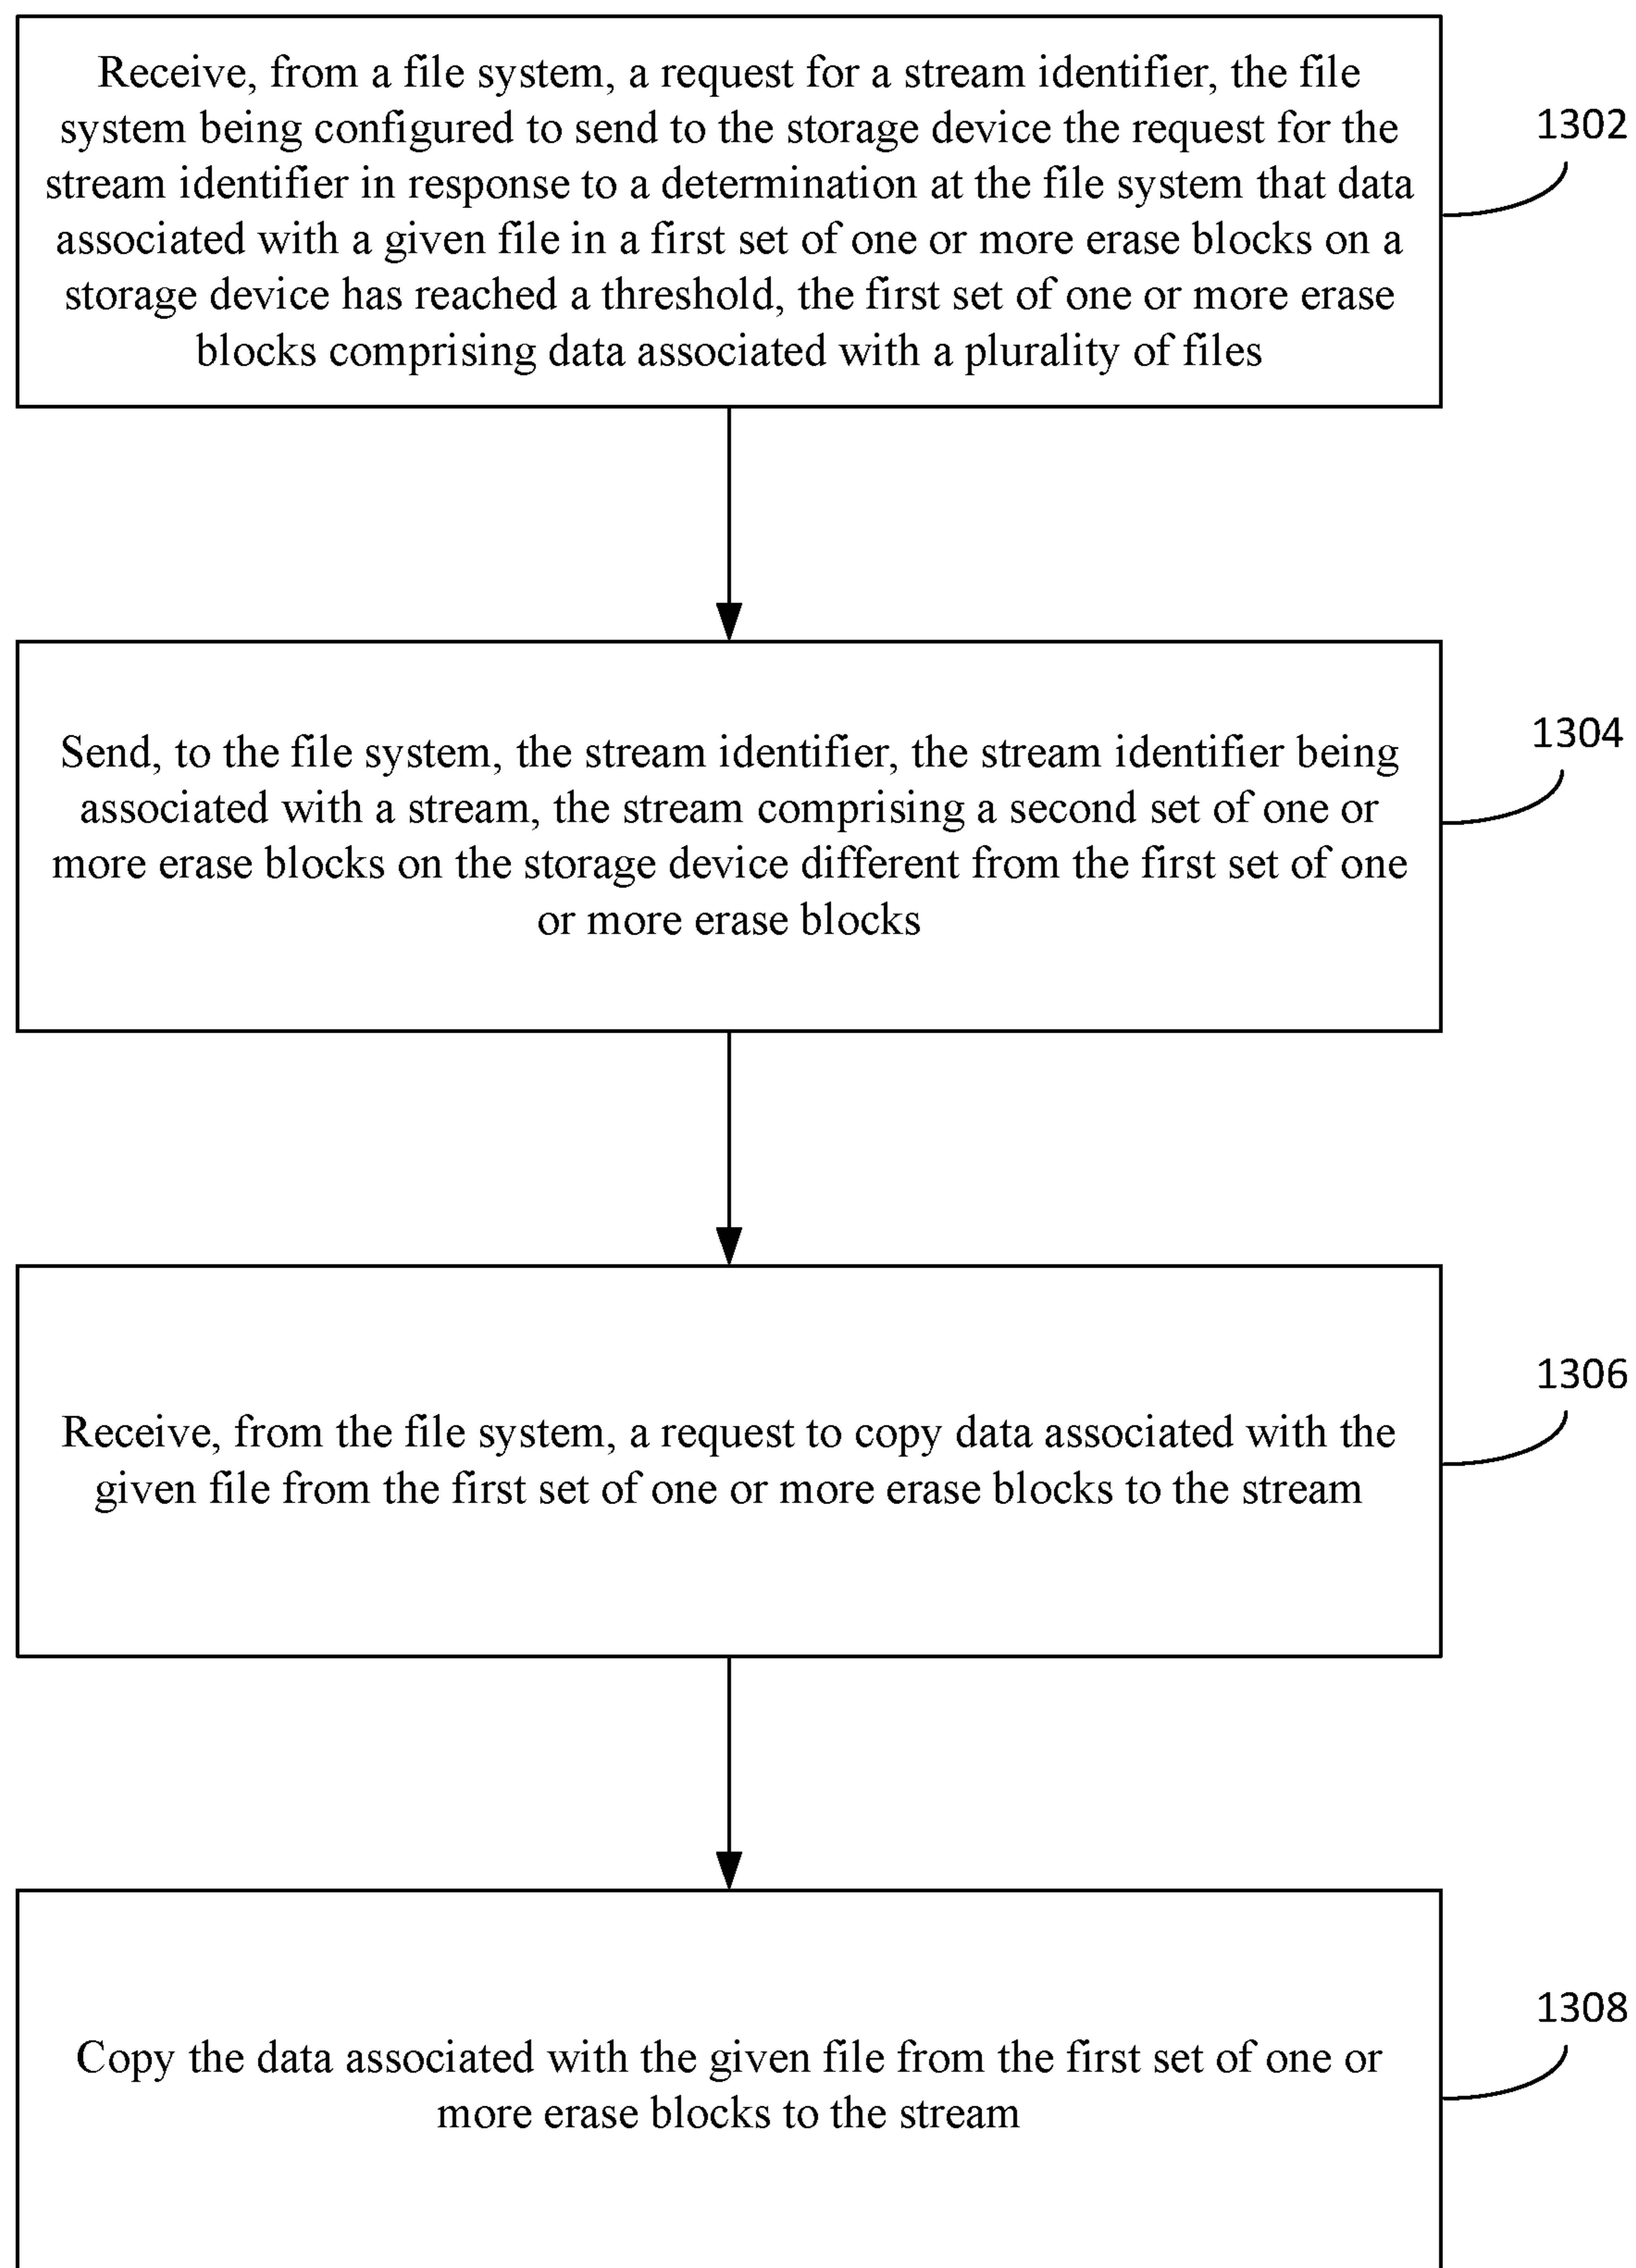 Receive, from a file system, a request for a stream identifier, the file
system being configured to send to the storage device the request for the
stream identifier in response to a determination at the file system that data
associated with a given file in a first set of one or more erase blocks on a
storage device has reached a threshold, the first set of one or more erase
blocks comprising data associated with a plurality of files
1302
Send, to the file system, the stream identifier, the stream identifier being
associated with a stream, the stream comprising a second set of one or
more erase blocks on the storage device different from the first set of one
or more erase blocks
1304
Receive, from the file system, a request to copy data associated with the
given file from the first set of one or more erase blocks to the stream
1306
Copy the data associated with the given file from the first set of one or
more erase blocks to the stream
1308